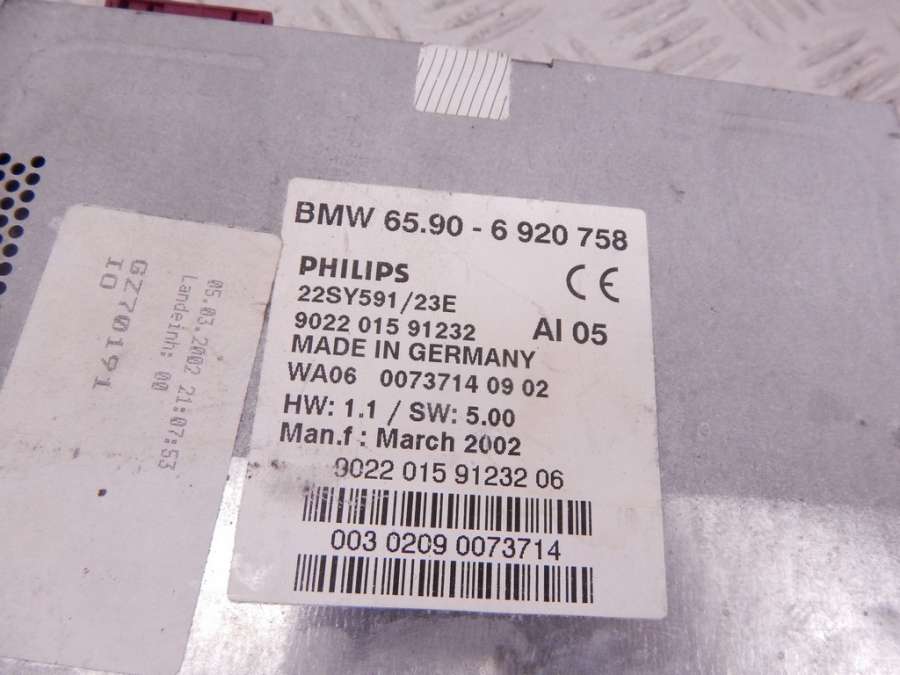 BMW 65.90 - 6 920 758
PHILIPS
CE
22SY591/23E
9022 015 91232
AI 05
MADE IN GERMANY
WA06 0073714 09 02
HW: 1.1 / SW: 5.00
Man.f : March 2002
9022 015 91232 06
003 0209 0073714
05.03.2002 21:07:53
Landeinh: 00
GZ70191
IO